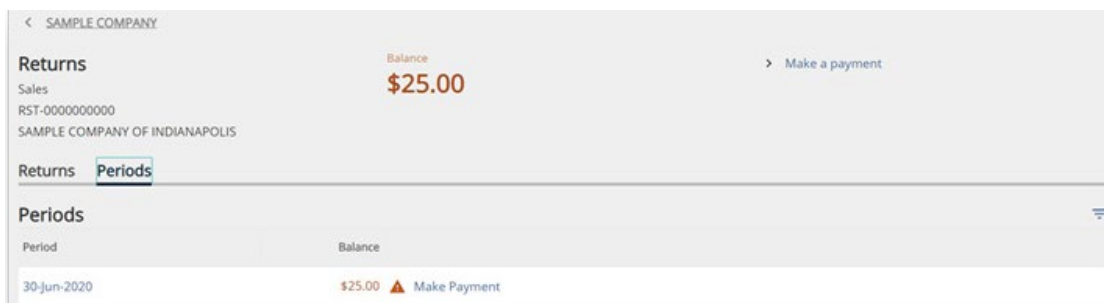 < SAMPLE COMPANY
Returns
Sales
RST-0000000000
SAMPLE COMPANY OF INDIANAPOLIS
Balance
$25.00
> Make a payment
Returns Periods
Periods
Period Balance
30-Jun-2020 $25.00 Make Payment